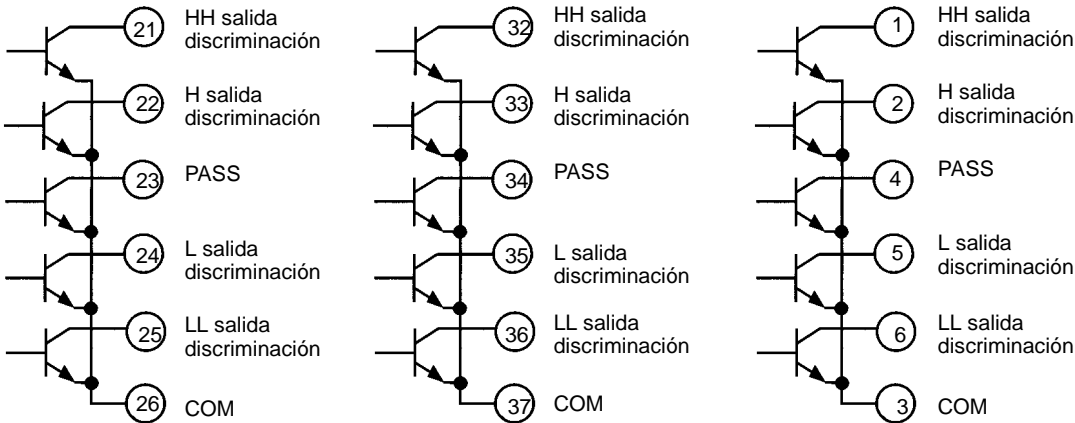 21 HH salida
discriminación
22 H salida
discriminación
23 PASS
24 L salida
discriminación
25 LL salida
discriminación
26 COM
32 HH salida
discriminación
33 H salida
discriminación
34 PASS
35 L salida
discriminación
36 LL salida
discriminación
37 COM
1 HH salida
discriminación
2 H salida
discriminación
4 PASS
5 L salida
discriminación
6 LL salida
discriminación
3 COM